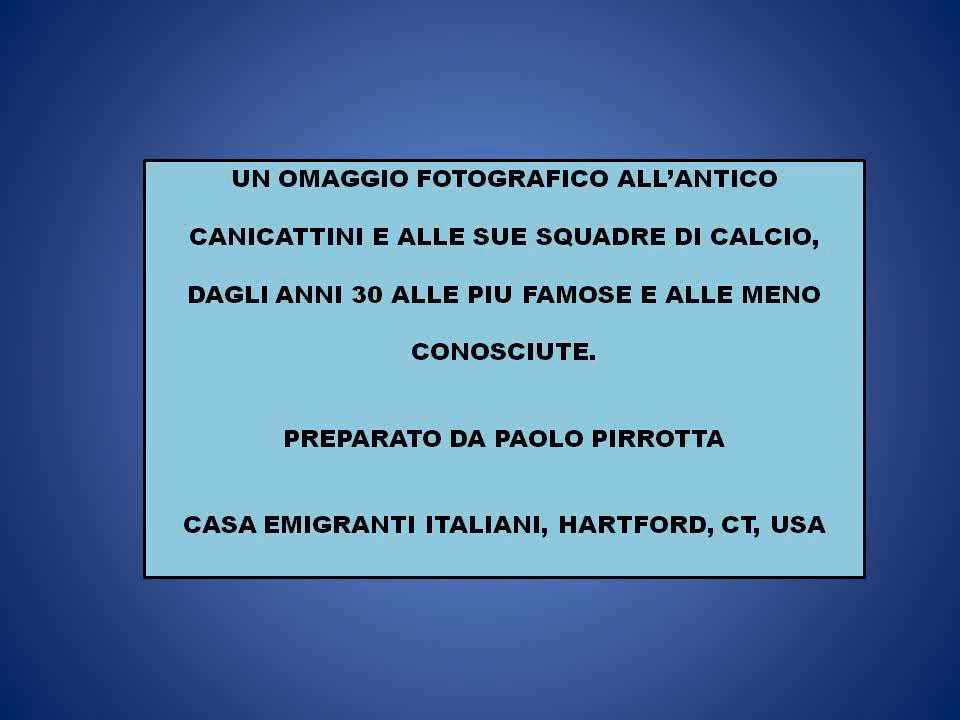 UN OMAGGIO FOTOGRAFICO ALL’ANTICO
CANICATTINI E ALLE SUE SQUADRE DI CALCIO,
DAGLI ANNI 30 ALLE PIU FAMOSE E ALLE MENO
CONOSCIUTE.
PREPARATO DA PAOLO PIRROTTA
CASA EMIGRANTI ITALIANI, HARTFORD, CT, USA